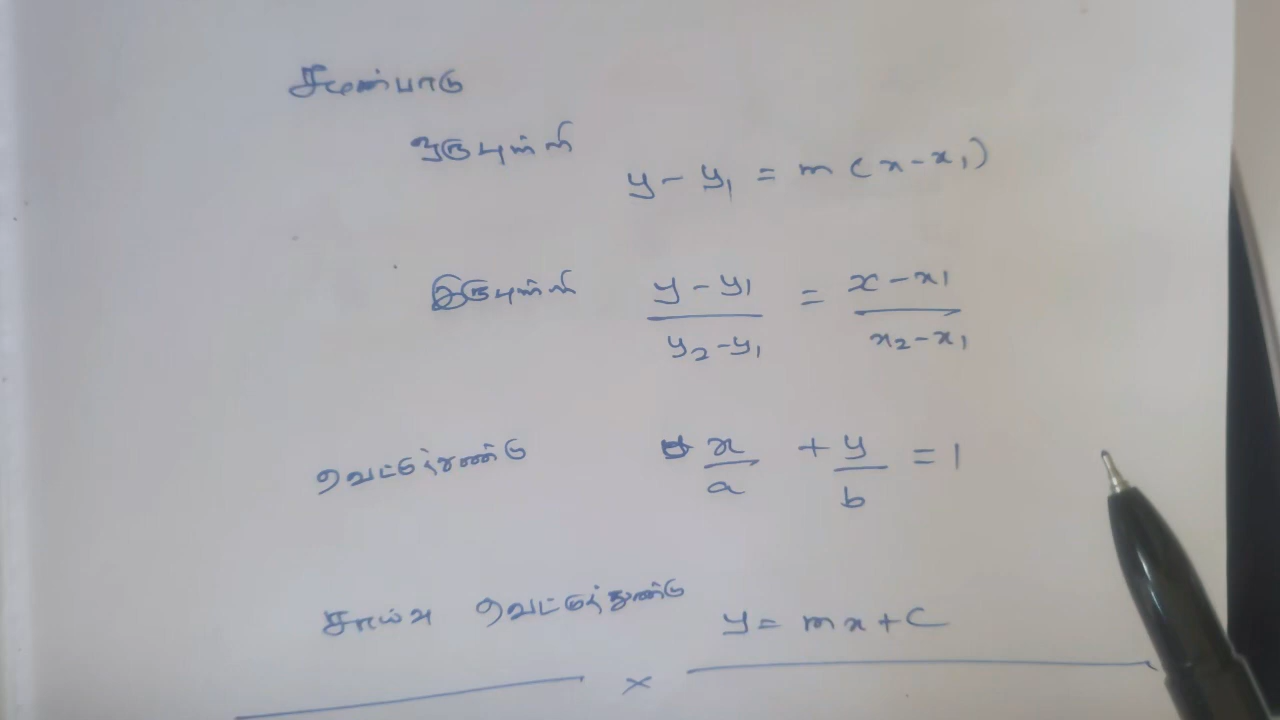 சமன்பாடு
ஒருபுள்ளி
y - y₁ = m (x - x₁)
இருபுள்ளி y - y₁ / y₂ - y₁ = x - x₁ / x₂ - x₁
வெட்டுத்துண்டு x/a + y/b = 1
சாய்வு வெட்டுத்துண்டு y = mx + c
×